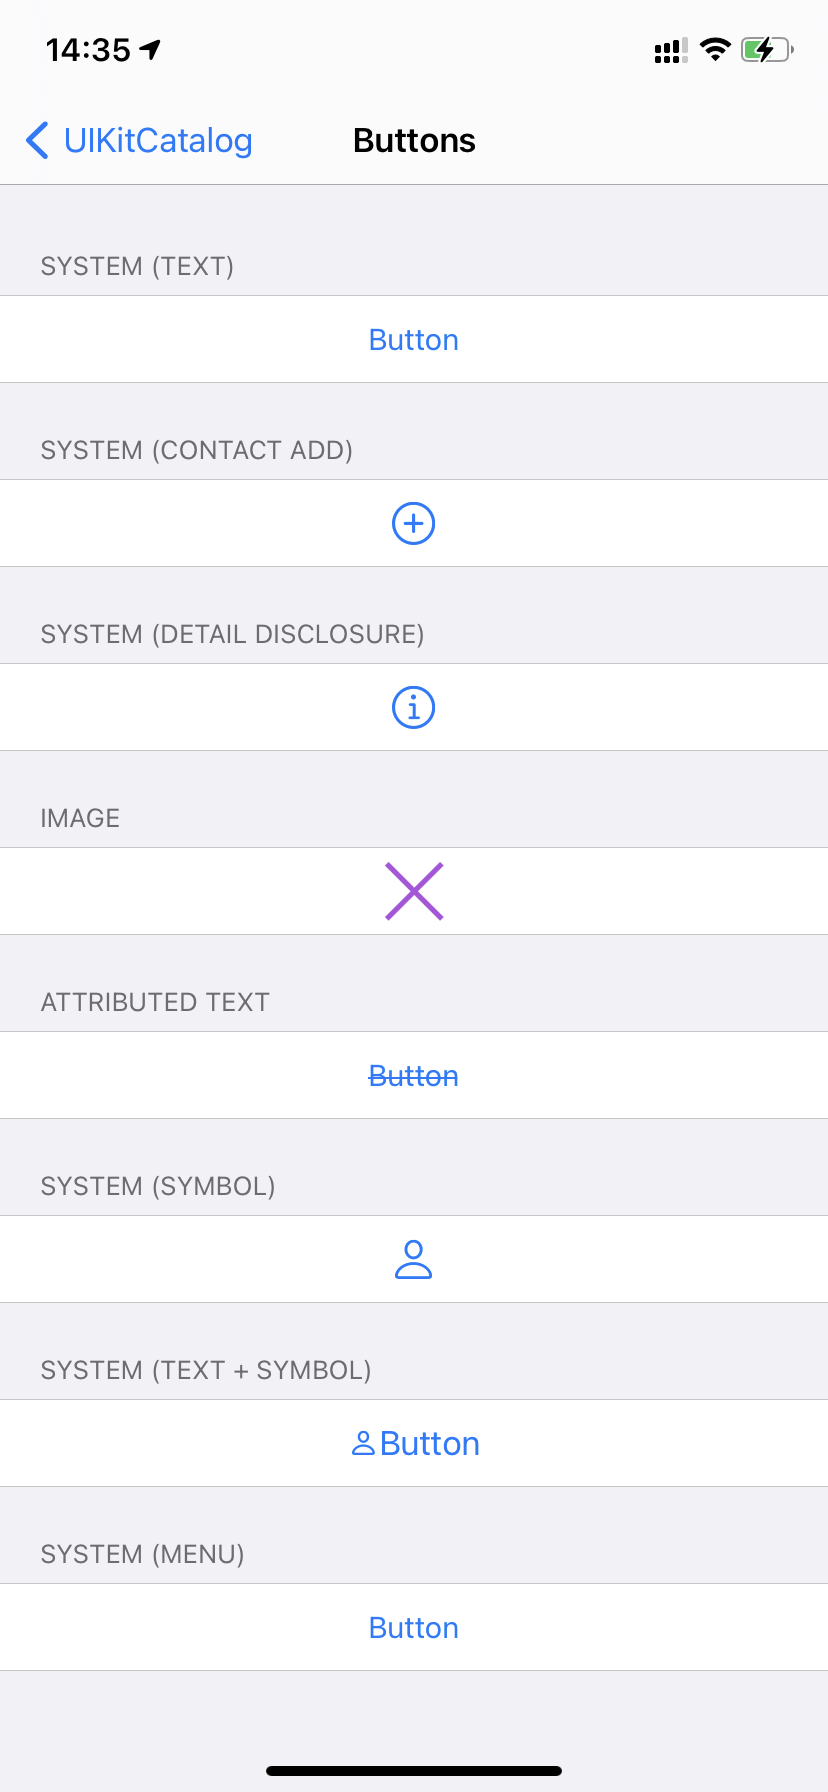 14:35
UIKitCatalog Buttons
SYSTEM (TEXT)
Button
SYSTEM (CONTACT ADD)
SYSTEM (DETAIL DISCLOSURE)
IMAGE
ATTRIBUTED TEXT
Button
SYSTEM (SYMBOL)
SYSTEM (TEXT + SYMBOL)
Button
SYSTEM (MENU)
Button